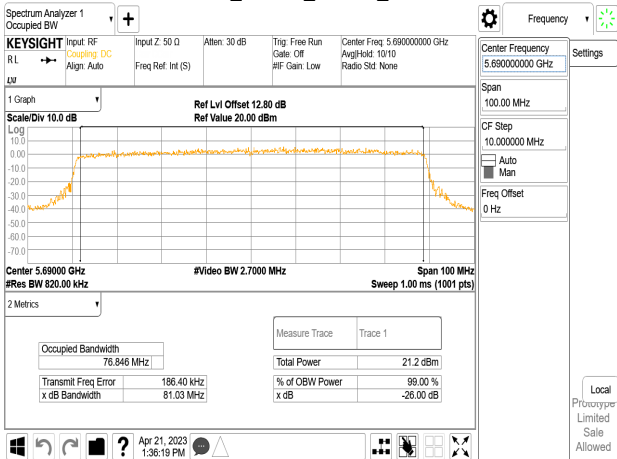 Spectrum Analyzer 1
Occupied BW
KEYSIGHT
R L
Input: RF
Coupling: DC
Align: Auto
Input Z: 50 Ω
Freq Ref: Int (S)
Atten: 30 dB
Trig: Free Run
Gate: Off
#IF Gain: Low
Center Freq: 5.690000000 GHz
Avg|Hold: 10/10
Radio Std: None
1 Graph
Scale/Div 10.0 dB
Ref Lvl Offset 12.80 dB
Ref Value 20.00 dBm
Log
10.0
0.00
-10.0
-20.0
-30.0
-40.0
-50.0
-60.0
-70.0
Center 5.69000 GHz
#Res BW 820.00 kHz
#Video BW 2.7000 MHz
Span 100 MHz
Sweep 1.00 ms (1001 pts)
2 Metrics
Measure Trace
Trace 1
Occupied Bandwidth
76.846 MHz
Total Power
21.2 dBm
Transmit Freq Error
186.40 kHz
% of OBW Power
99.00 %
x dB Bandwidth
81.03 MHz
x dB
-26.00 dB
Apr 21, 2023
1:36:19 PM
Frequency
Settings
Center Frequency
5.690000000 GHz
Span
100.00 MHz
CF Step
10.000000 MHz
Auto
Man
Freq Offset
0 Hz
Local
Prototype
Limited
Sale
Allowed